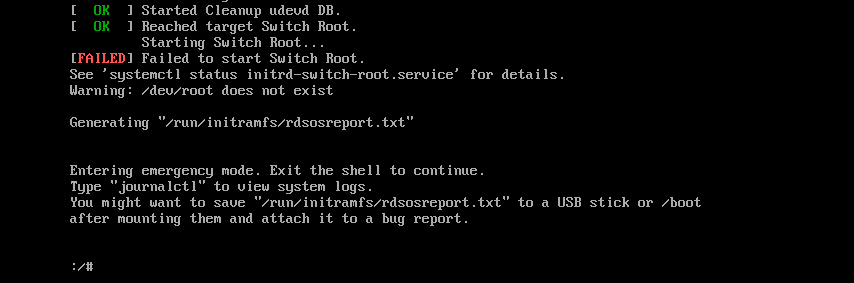 [  OK  ] Started Cleanup udevd DB.
[  OK  ] Reached target Switch Root.
Starting Switch Root...
[FAILED] Failed to start Switch Root.
See 'systemctl status initrd-switch-root.service' for details.
Warning: /dev/root does not exist
Generating "/run/initramfs/rdsosreport.txt"
Entering emergency mode. Exit the shell to continue.
Type "journalctl" to view system logs.
You might want to save "/run/initramfs/rdsosreport.txt" to a USB stick or /boot
after mounting them and attach it to a bug report.
:/#